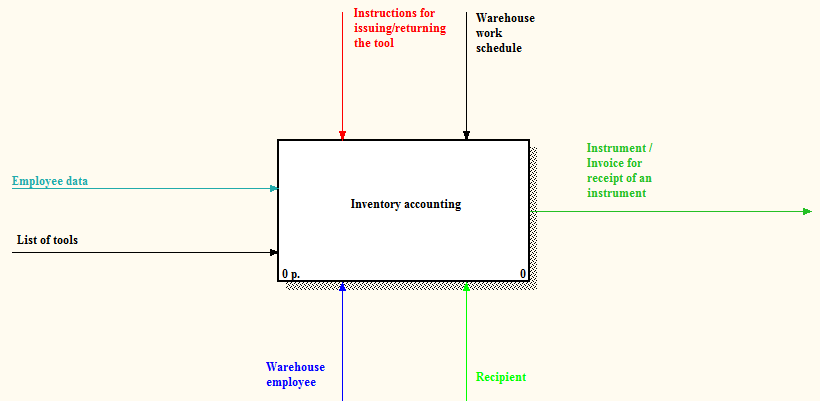 Instructions for
issuing/returning
the tool
Warehouse
work
schedule
Employee data
List of tools
Inventory accounting
0 р.
0
Instrument /
Invoice for
receipt of an
instrument
Warehouse
employee
Recipient